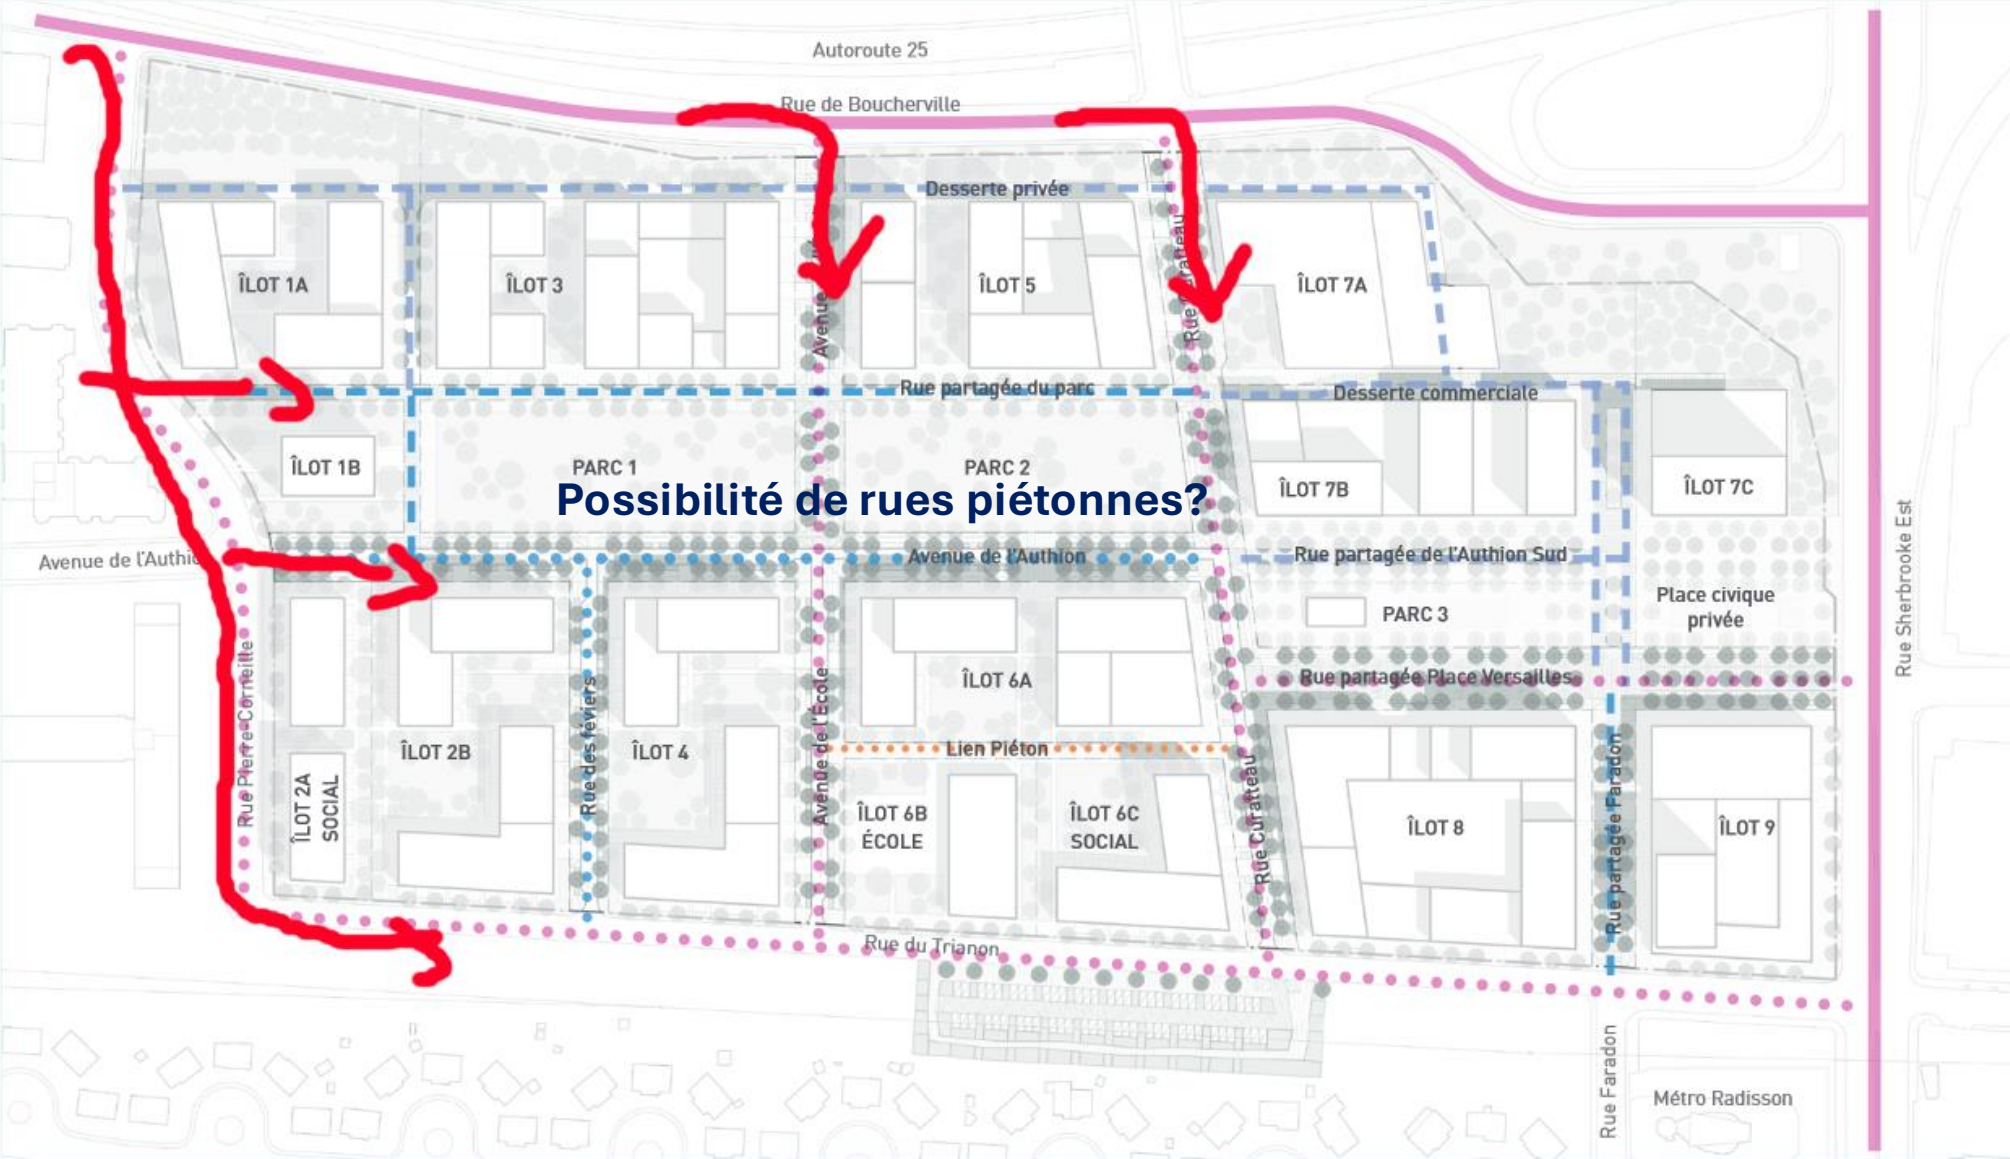 Autoroute 25
Rue de Boucherville
Desserte privée
ÎLOT 1A
ÎLOT 3
Avenue
ÎLOT 5
Rue Curatteau
ÎLOT 7A
Rue partagée du parc
Desserte commerciale
ÎLOT 1B
PARC 1
PARC 2
Possibilité de rues piétonnes?
ÎLOT 7B
ÎLOT 7C
Avenue de l'Authio
Avenue de l'Authion
Rue partagée de l'Authion Sud
PARC 3
Place civique
privée
Rue Sherbrooke Est
Rue Pierre-Corneille
ÎLOT 2A
SOCIAL
ÎLOT 2B
Rue des féviers
ÎLOT 4
Avenue de l'École
ÎLOT 6A
Rue partagée Place Versailles
Lien Piéton
ÎLOT 6B
ÉCOLE
ÎLOT 6C
SOCIAL
Rue Curatteau
ÎLOT 8
Rue partagée Faradon
ÎLOT 9
Rue du Trianon
Rue Faradon
Métro Radisson